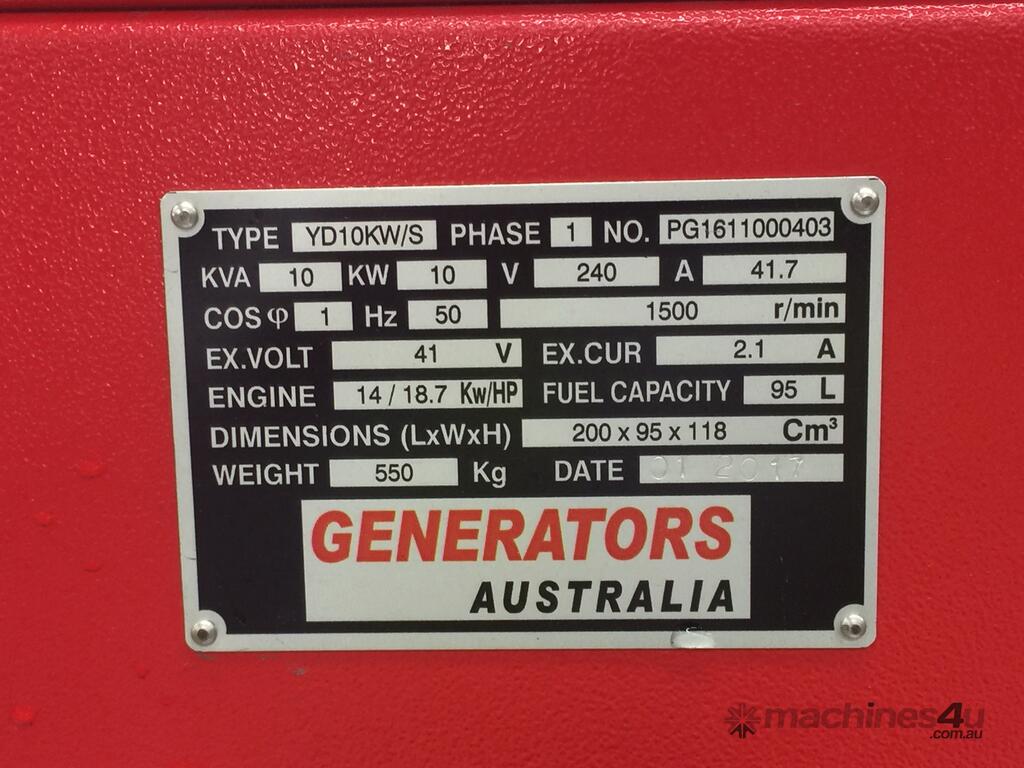 TYPE YD10KW/S PHASE 1 NO. PG1611000403
KVA 10 KW 10 V 240 A 41.7
COS φ 1 Hz 50 1500 r/min
EX.VOLT 41 V EX.CUR 2.1 A
ENGINE 14 / 18.7 Kw/HP FUEL CAPACITY 95 L
DIMENSIONS (LxWxH) 200 x 95 x 118 Cm³
WEIGHT 550 Kg DATE 01 2017
GENERATORS
AUSTRALIA
machines4u
.com.au